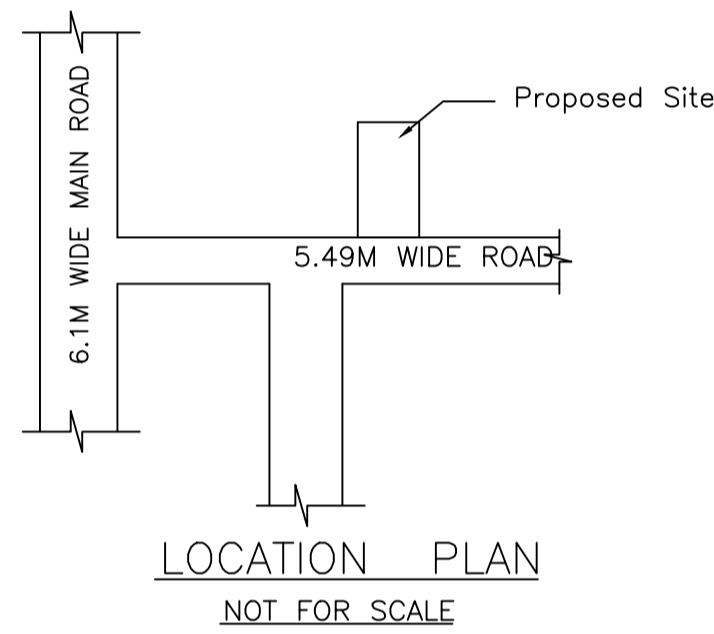 Proposed Site
6.1M WIDE MAIN ROAD
5.49M WIDE ROAD
LOCATION PLAN
NOT FOR SCALE